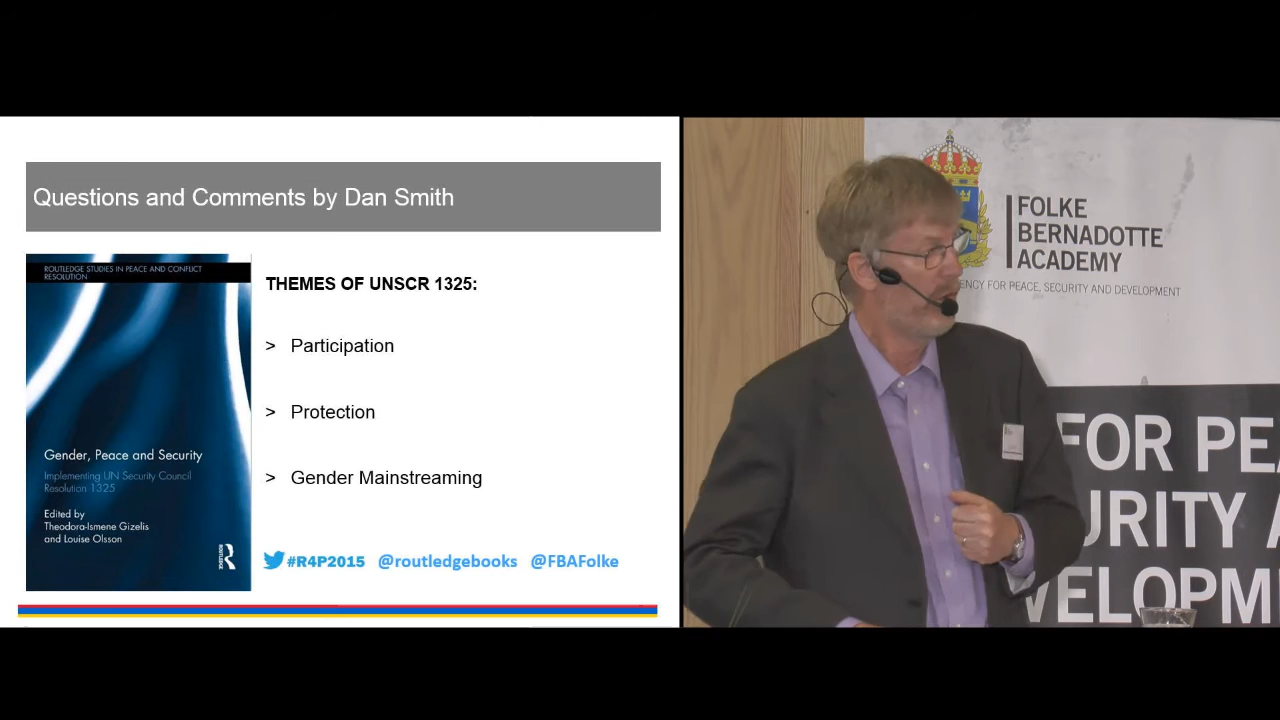 Questions and Comments by Dan Smith
ROUTLEDGE STUDIES IN PEACE AND CONFLICT
RESOLUTION
Gender, Peace and Security
Implementing UN Security Council
Resolution 1325
Edited by
Theodora-Ismene Gizelis
and Louise Olsson
R
ROUTLEDGE
THEMES OF UNSCR 1325:
> Participation
> Protection
> Gender Mainstreaming
#R4P2015 @routledgebooks @FBAFolke
FOLKE
BERNADOTTE
ACADEMY
ENCY FOR PEACE, SECURITY AND DEVELOPMENT
FOR PEA
URITY A
VELOPM